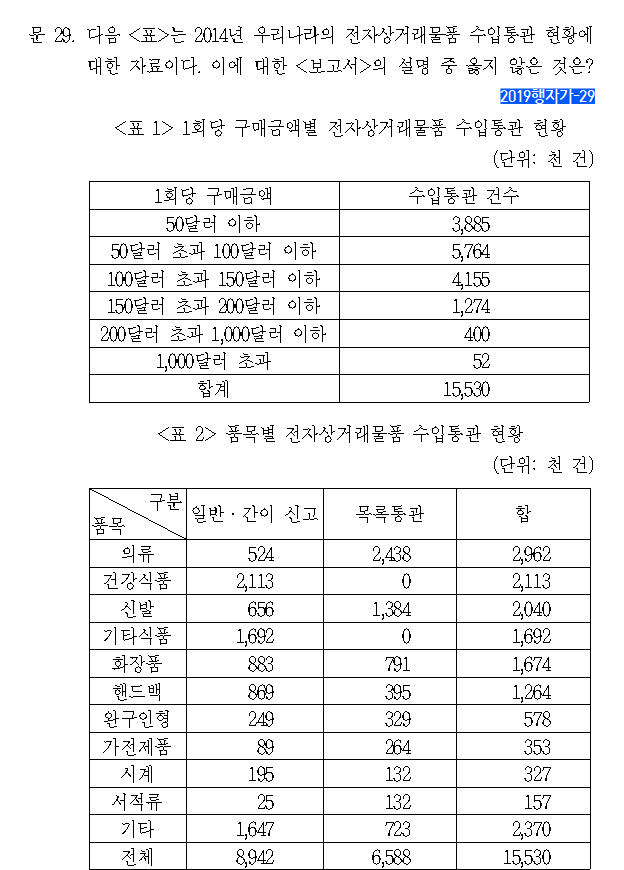 문 29. 다음 <표>는 2014년 우리나라의 전자상거래물품 수입통관 현황에
대한 자료이다. 이에 대한 <보고서>의 설명 중 옳지 않은 것은?
2019행자가-29
<표 1> 1회당 구매금액별 전자상거래물품 수입통관 현황
(단위: 천 건)
1회당 구매금액 수입통관 건수
50달러 이하 3,885
50달러 초과 100달러 이하 5,764
100달러 초과 150달러 이하 4,155
150달러 초과 200달러 이하 1,274
200달러 초과 1,000달러 이하 400
1,000달러 초과 52
합계 15,530
<표 2> 품목별 전자상거래물품 수입통관 현황
(단위: 천 건)
구분
품목 일반·간이 신고 목록통관 합
의류 524 2,438 2,962
건강식품 2,113 0 2,113
신발 656 1,384 2,040
기타식품 1,692 0 1,692
화장품 883 791 1,674
핸드백 869 395 1,264
완구인형 249 329 578
가전제품 89 264 353
시계 195 132 327
서적류 25 132 157
기타 1,647 723 2,370
전체 8,942 6,588 15,530